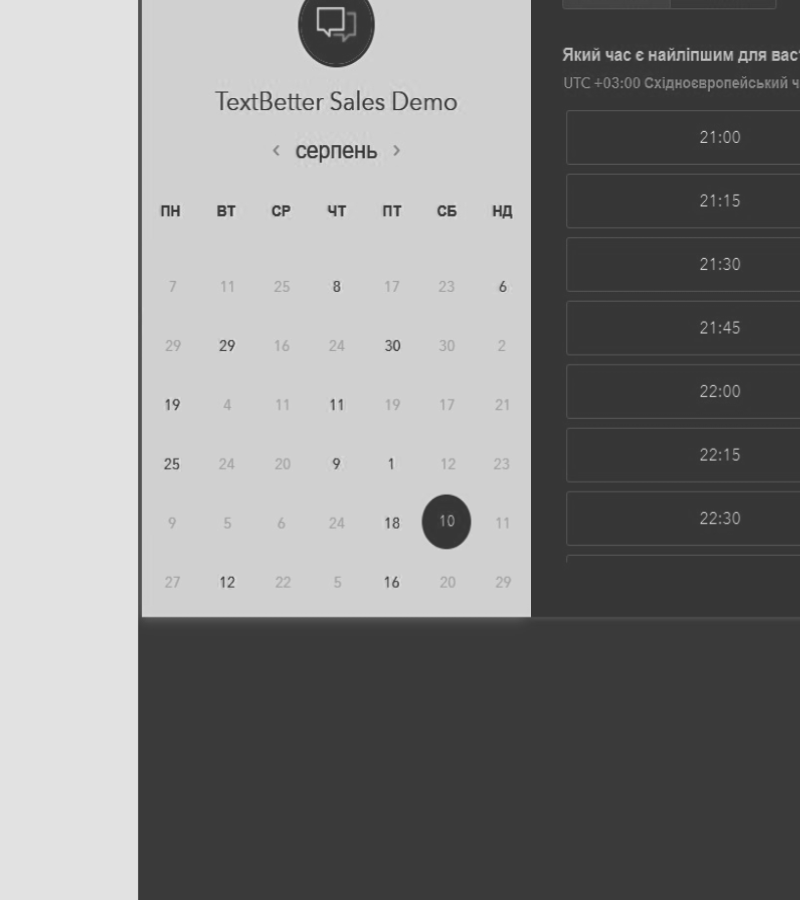 TextBetter Sales Demo
‹ серпень ›
ПН ВТ СР ЧТ ПТ СБ НД
7 11 25 8 17 23 6
29 29 16 24 30 30 2
19 4 11 11 19 17 21
25 24 20 9 1 12 23
9 5 6 24 18 10 11
27 12 22 5 16 20 29
Який час є найліпшим для вас
UTC +03:00 Східноєвропейський ч
21:00
21:15
21:30
21:45
22:00
22:15
22:30